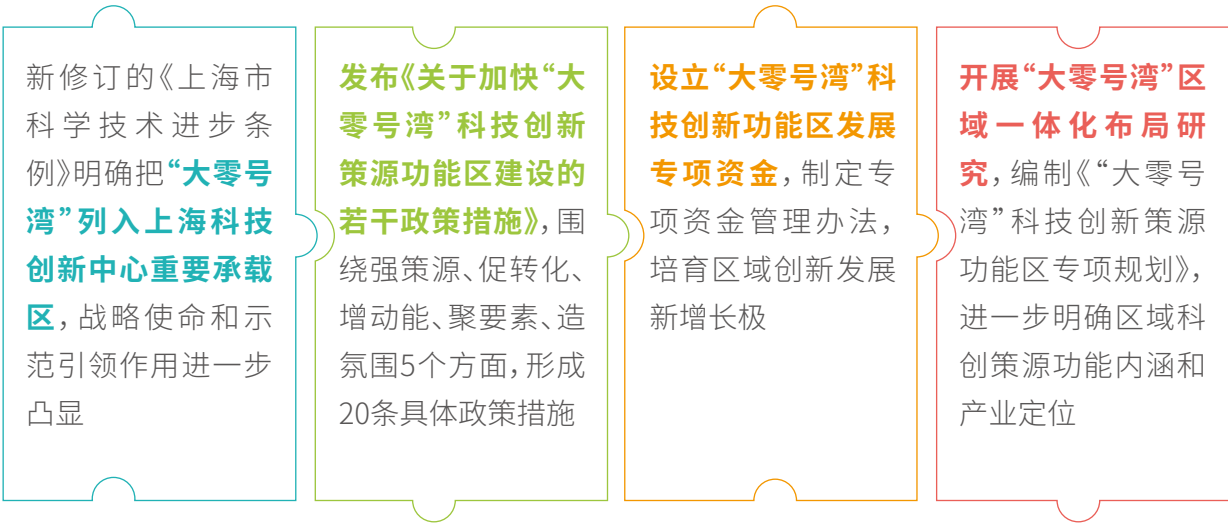 新修订的《上海市
科学技术进步条
例》明确把“大零号
湾”列入上海科技
创新中心重要承载
区，战略使命和示
范引领作用进一步
凸显
发布《关于加快“大
零号湾”科技创新
策源功能区建设的
若干政策措施》，围
绕强策源、促转化、
增动能、聚要素、造
氛围5个方面，形成
20条具体政策措施
设立“大零号湾”科
技创新功能区发展
专项资金，制定专
项资金管理办法，
培育区域创新发展
新增长极
开展“大零号湾”区
域一体化布局研
究，编制《“大零号
湾”科技创新策源
功能区专项规划》，
进一步明确区域科
创策源功能内涵和
产业定位